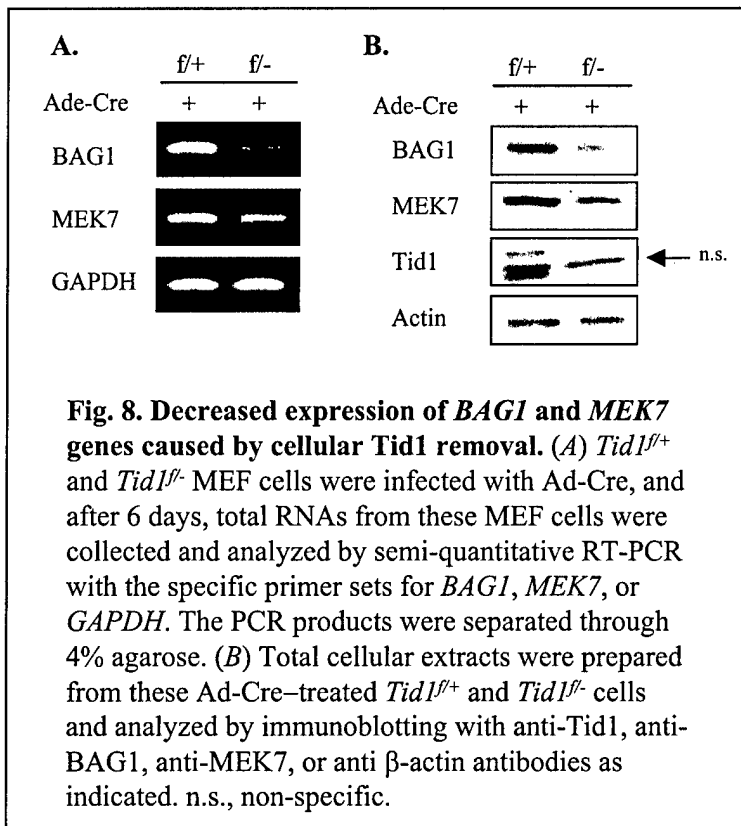 A.
f/+ f/-
Ade-Cre + +
BAG1
MEK7
GAPDH
B.
f/+ f/-
Ade-Cre + +
BAG1
MEK7
Tid1 n.s.
Actin
Fig. 8. Decreased expression of BAG1 and MEK7
genes caused by cellular Tid1 removal. (A) Tid1f/+
and Tid1f/- MEF cells were infected with Ad-Cre, and
after 6 days, total RNAs from these MEF cells were
collected and analyzed by semi-quantitative RT-PCR
with the specific primer sets for BAG1, MEK7, or
GAPDH. The PCR products were separated through
4% agarose. (B) Total cellular extracts were prepared
from these Ad-Cre–treated Tid1f/+ and Tid1f/- cells
and analyzed by immunoblotting with anti-Tid1, anti-
BAG1, anti-MEK7, or anti β-actin antibodies as
indicated. n.s., non-specific.